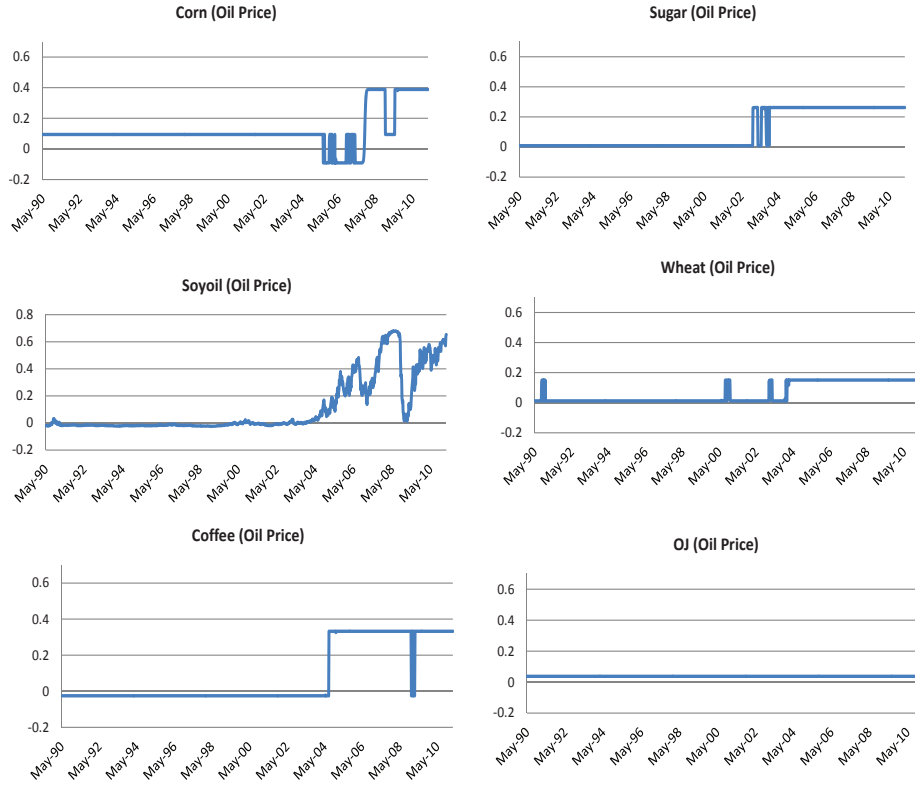 Corn (Oil Price)
0.6
0.4
0.2
0
-0.2
May-90
May-92
May-94
May-96
May-98
May-00
May-02
May-04
May-06
May-08
May-10
Sugar (Oil Price)
0.6
0.4
0.2
0
-0.2
May-90
May-92
May-94
May-96
May-98
May-00
May-02
May-04
May-06
May-08
May-10
Soyoil (Oil Price)
0.8
0.6
0.4
0.2
0
-0.2
May-90
May-92
May-94
May-96
May-98
May-00
May-02
May-04
May-06
May-08
May-10
Wheat (Oil Price)
0.6
0.4
0.2
0
-0.2
May-90
May-92
May-94
May-96
May-98
May-00
May-02
May-04
May-06
May-08
May-10
Coffee (Oil Price)
0.6
0.4
0.2
0
-0.2
May-90
May-92
May-94
May-96
May-98
May-00
May-02
May-04
May-06
May-08
May-10
OJ (Oil Price)
0.6
0.4
0.2
0
-0.2
May-90
May-92
May-94
May-96
May-98
May-00
May-02
May-04
May-06
May-08
May-10